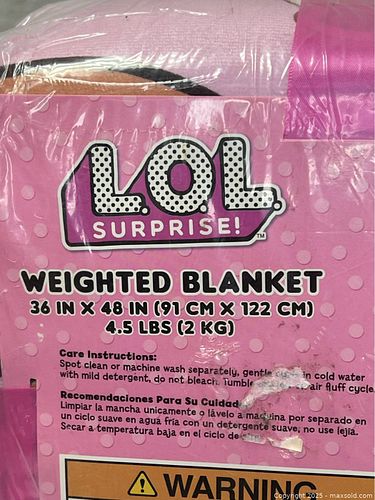 L.O.L.
SURPRISE!™
WEIGHTED BLANKET
36 IN X 48 IN (91 CM X 122 CM)
4.5 LBS (2 KG)
Care Instructions:
Spot clean or machine wash separately, gentle in cold water
with mild detergent, do not bleach. Tumble air fluff cycle.
Recomendaciones Para Su Cuidado
Limpiar la mancha unicamente o lávelo a maquina por separado en
un ciclo suave en agua fría con un detergente suave, no use lejía.
Secar a temperatura baja en el ciclo de
WARNING
Copyright 2025 - maxsold.com